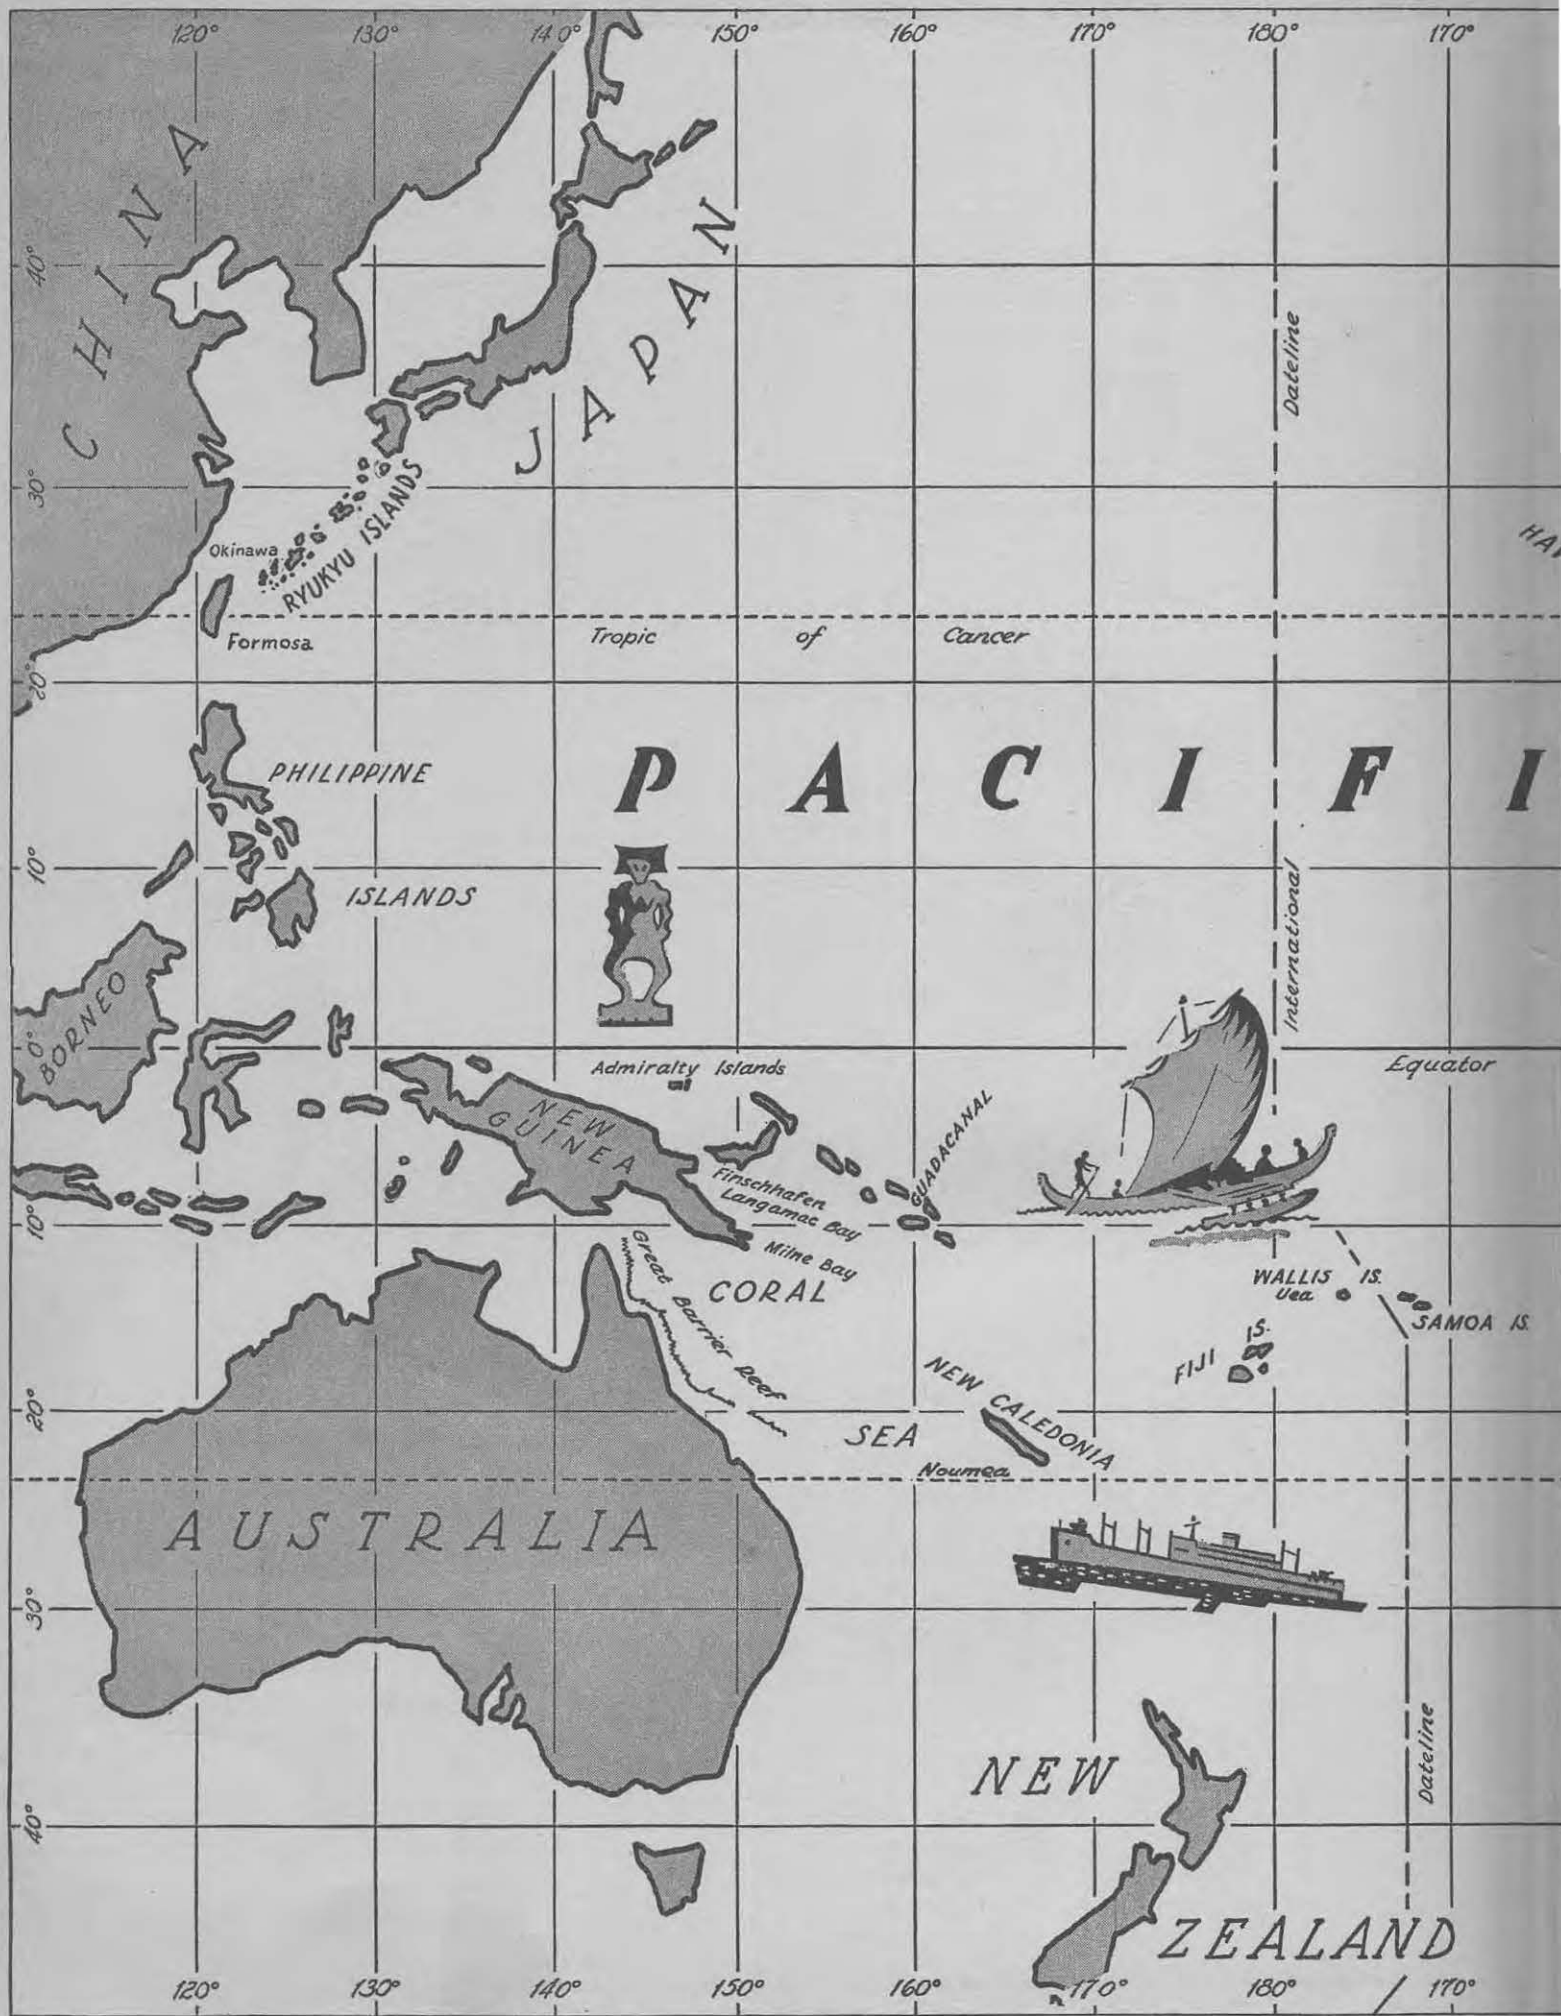 120° 130° 140° 150° 160° 170° 180° 170°
CHINA
JAPAN
40°
Dateline
30°
Okinawa
RYUKYU ISLANDS
HA
Formosa
Tropic of Cancer
20°
PHILIPPINE
ISLANDS
PACIFI
10°
International
BORNEO
0°
Admiralty Islands
Equator
NEW
GUINEA
GUADACANAL
Finschhafen
Langamac Bay
10°
Milne Bay
Great Barrier Reef
CORAL
SEA
WALLIS IS.
Uea
SAMOA IS.
FIJI IS.
NEW CALEDONIA
20°
Noumea
AUSTRALIA
30°
Dateline
NEW
40°
ZEALAND
120° 130° 140° 150° 160° 170° 180° 170°